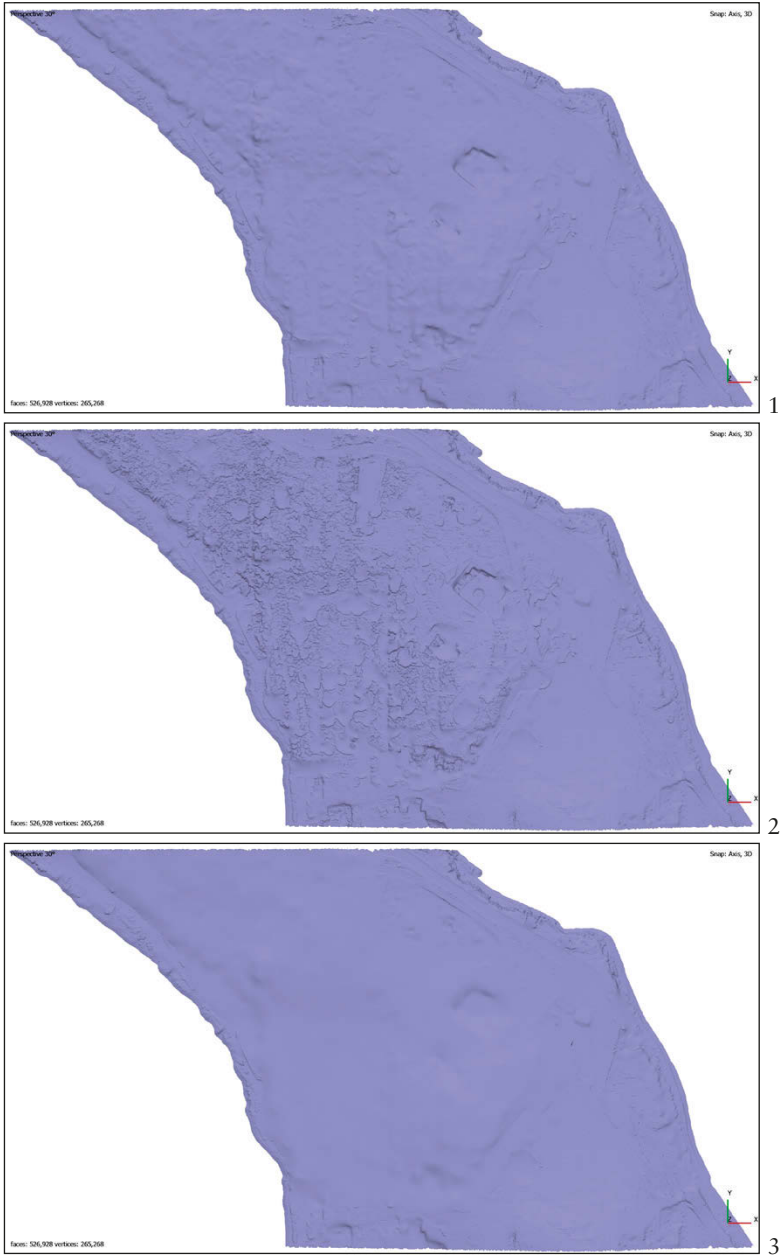 Perspective 30° Snap: Axis, 3D
Y
Z X
faces: 526,928 vertices: 265,268
1
Perspective 30° Snap: Axis, 3D
Y
Z X
faces: 526,928 vertices: 265,268
2
Perspective 30° Snap: Axis, 3D
Y
Z X
faces: 526,928 vertices: 265,268
3